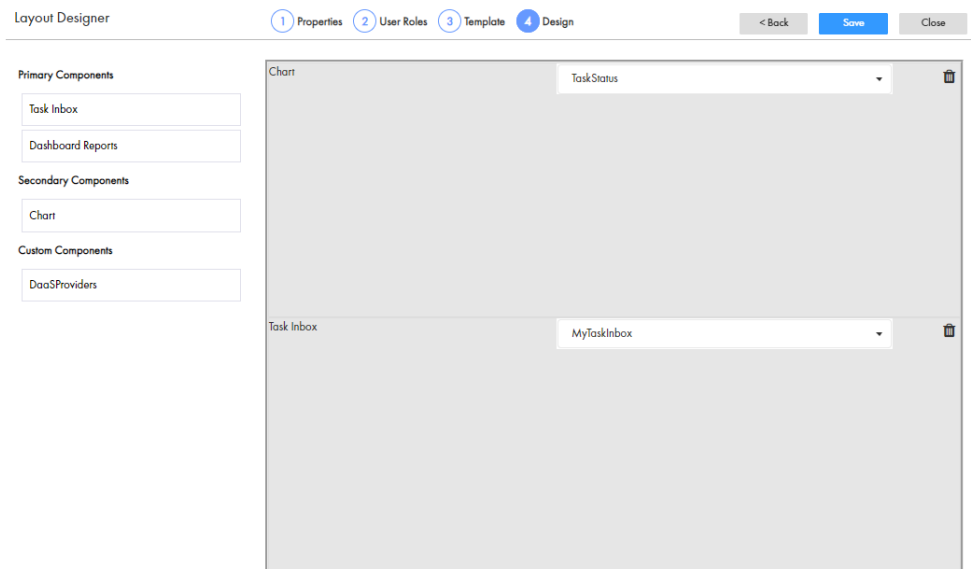 Layout Designer
1 Properties 2 User Roles 3 Template 4 Design
< Back Save Close
Primary Components
Task Inbox
Dashboard Reports
Secondary Components
Chart
Custom Components
DaaSProviders
Chart TaskStatus
Task Inbox MyTaskInbox